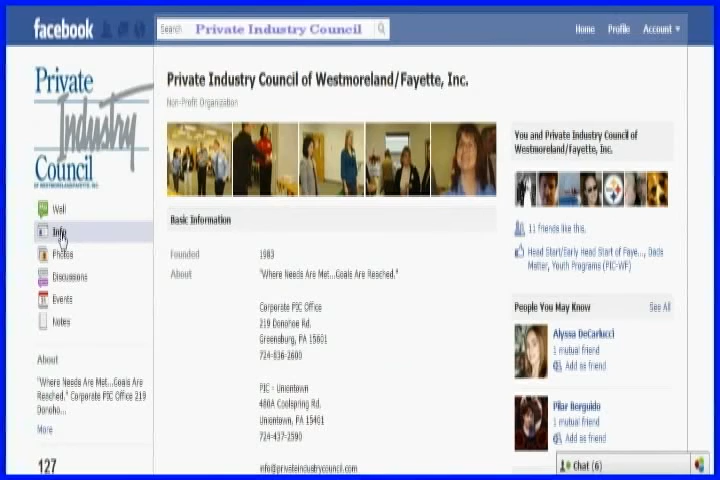 facebook
Search Private Industry Council
Home Profile Account
Private
Industry
Council
OF WESTMORELAND/FAYETTE, INC.
Wall
Info
Photos
Discussions
Events
Notes
About
"Where Needs Are Met...Goals Are
Reached." Corporate PIC Office 219
Donoho...
More
127
Private Industry Council of Westmoreland/Fayette, Inc.
Non-Profit Organization
Basic Information
Founded 1983
About "Where Needs Are Met...Goals Are Reached."
Corporate PIC Office
219 Donohoe Rd.
Greensburg, PA 15601
724-836-2600
PIC - Uniontown
480A Coolspring Rd.
Uniontown, PA 15401
724-437-2590
info@privateindustrycouncil.com
You and Private Industry Council of
Westmoreland/Fayette, Inc.
11 friends like this.
Head Start/Early Head Start of Faye..., Dads
Matter, Youth Programs (PIC-WF)
People You May Know See All
Alyssa DeCarlucci
1 mutual friend
Add as friend
Pilar Berguido
1 mutual friend
Add as friend
Chat (6)